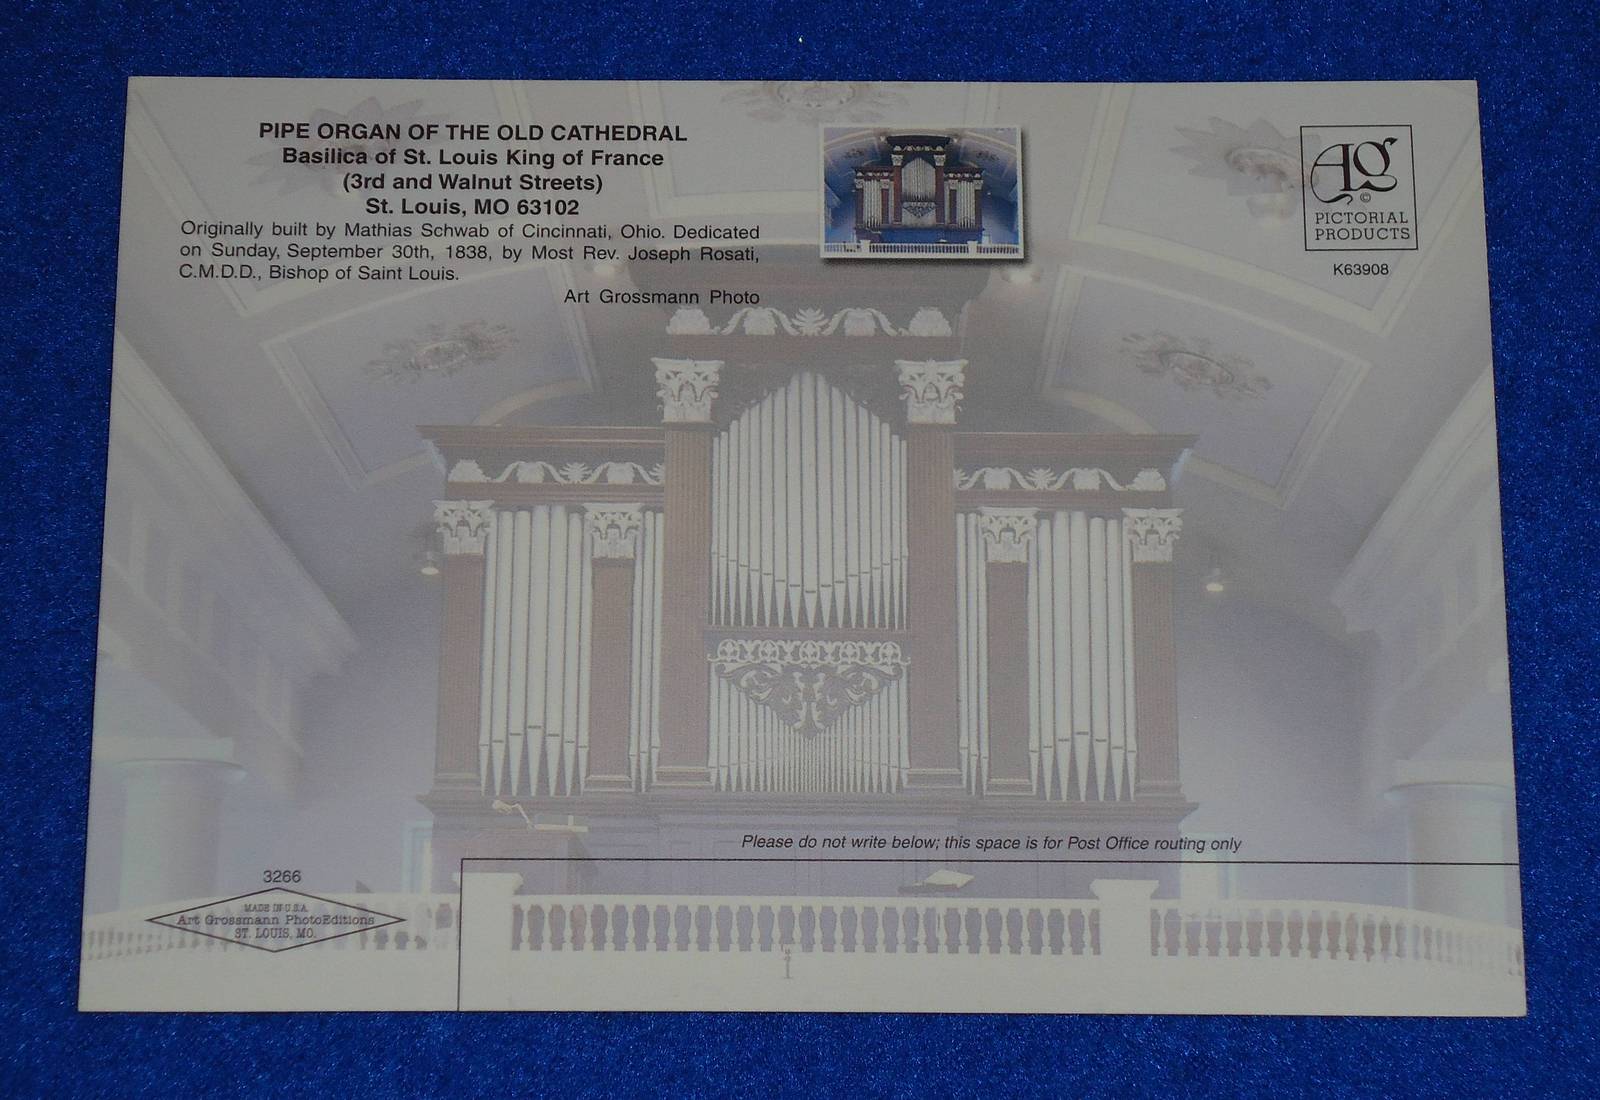 PIPE ORGAN OF THE OLD CATHEDRAL
Basilica of St. Louis King of France
(3rd and Walnut Streets)
St. Louis, MO 63102
Originally built by Mathias Schwab of Cincinnati, Ohio. Dedicated
on Sunday, September 30th, 1838, by Most Rev. Joseph Rosati,
C.M.D.D., Bishop of Saint Louis.
Art Grossmann Photo
Ag
©
PICTORIAL
PRODUCTS
K63908
Please do not write below; this space is for Post Office routing only
3266
MADE IN U.S.A.
Art Grossmann PhotoEditions
ST. LOUIS, MO.